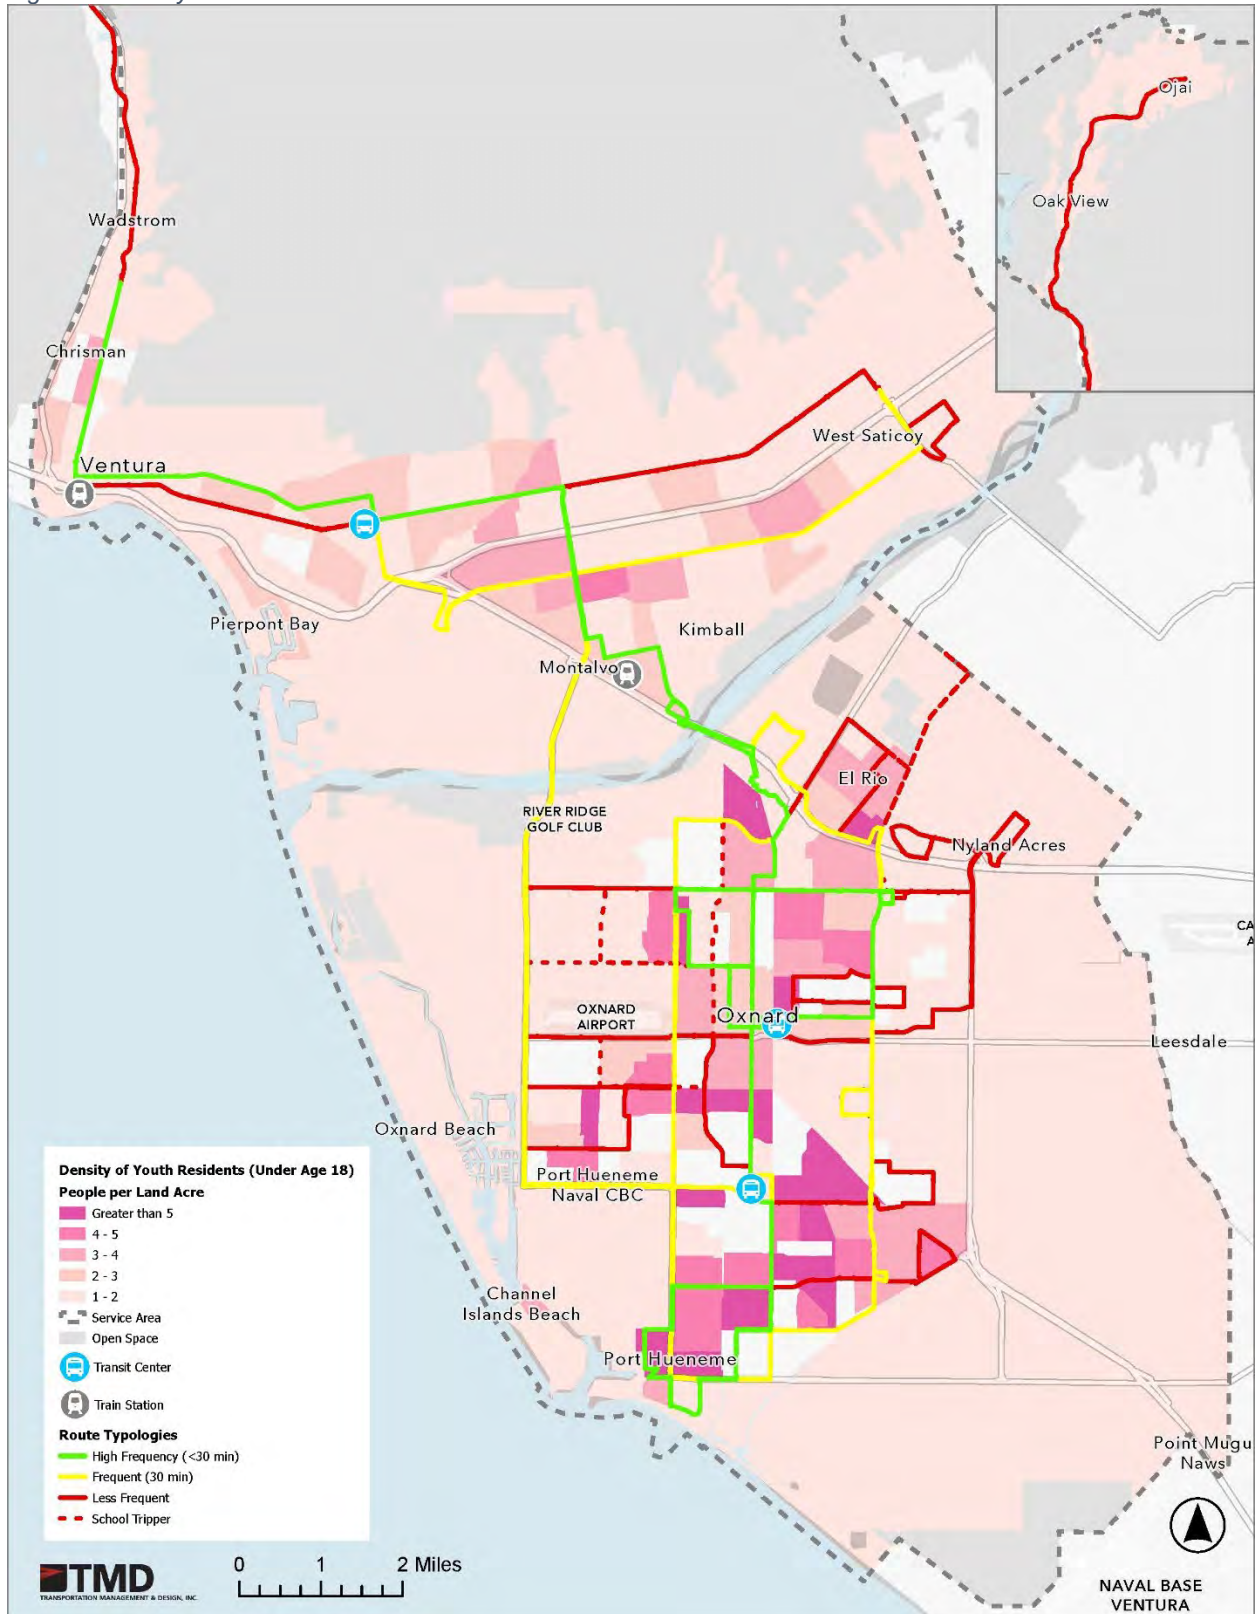 Ojai
Oak View
Wadstrom
Chrisman
Ventura
West Saticoy
Pierpont Bay
Kimball
Montalvo
El Rio
RIVER RIDGE
GOLF CLUB
Nyland Acres
CA
A
OXNARD
AIRPORT
Oxnard
Leesdale
Oxnard Beach
Port Hueneme
Naval CBC
Channel
Islands Beach
Port Hueneme
Point Mugu
Naws
NAVAL BASE
VENTURA
Density of Youth Residents (Under Age 18)
People per Land Acre
Greater than 5
4 - 5
3 - 4
2 - 3
1 - 2
Service Area
Open Space
Transit Center
Train Station
Route Typologies
High Frequency (<30 min)
Frequent (30 min)
Less Frequent
School Tripper
TMD
TRANSPORTATION MANAGEMENT & DESIGN, INC.
0 1 2 Miles